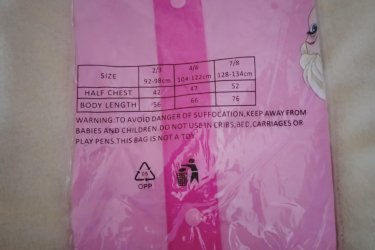 SIZE 2/3 4/6 7/8
92-98cm 104-122cm 128-134cm
HALF CHEST 42 47 52
BODY LENGTH 56 66 76
WARNING:TO AVOID DANGER OF SUFFOCATION,KEEP AWAY FROM
BABIES AND CHILDREN.DO NOT USE IN CRIBS,BED,CARRIAGES OR
PLAY PENS.THIS BAG IS NOT A TOY.
05
OPP